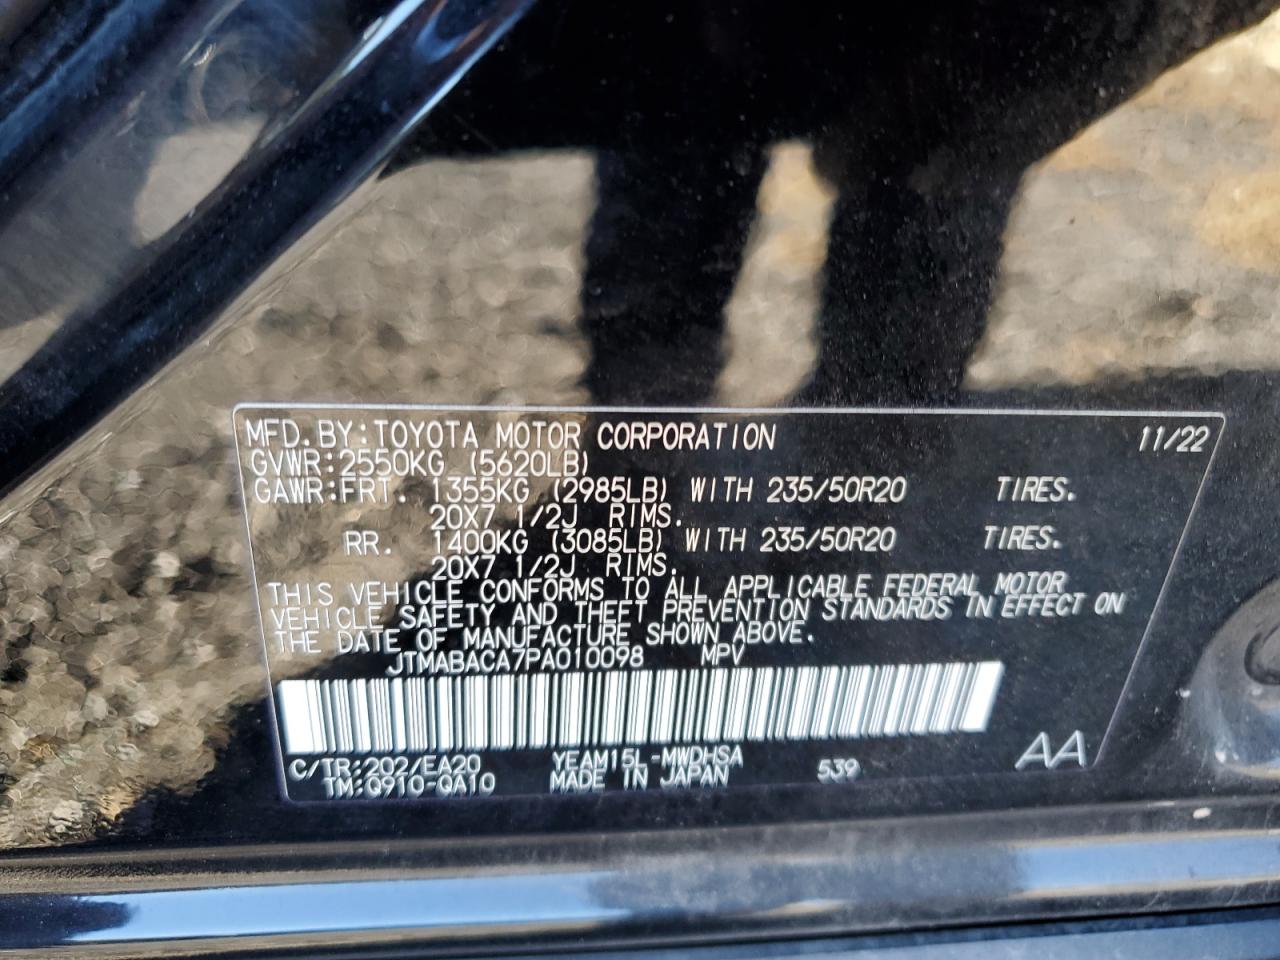 MFD.BY:TOYOTA MOTOR CORPORATION 11/22
GVWR:2550KG (5620LB)
GAWR:FRT. 1355KG (2985LB) WITH 235/50R20 TIRES.
20X7 1/2J RIMS.
RR. 1400KG (3085LB) WITH 235/50R20 TIRES.
20X7 1/2J RIMS.
THIS VEHICLE CONFORMS TO ALL APPLICABLE FEDERAL MOTOR
VEHICLE SAFETY AND THEFT PREVENTION STANDARDS IN EFFECT ON
THE DATE OF MANUFACTURE SHOWN ABOVE.
JTMABACA7PA010098 MPV
C/TR:202/EA20 YEAM15L-MWDHSA 539 AA
TM:Q910-QA10 MADE IN JAPAN